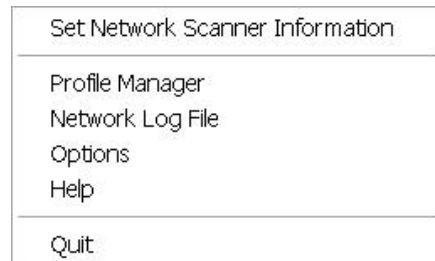 Set Network Scanner Information
Profile Manager
Network Log File
Options
Help
Quit